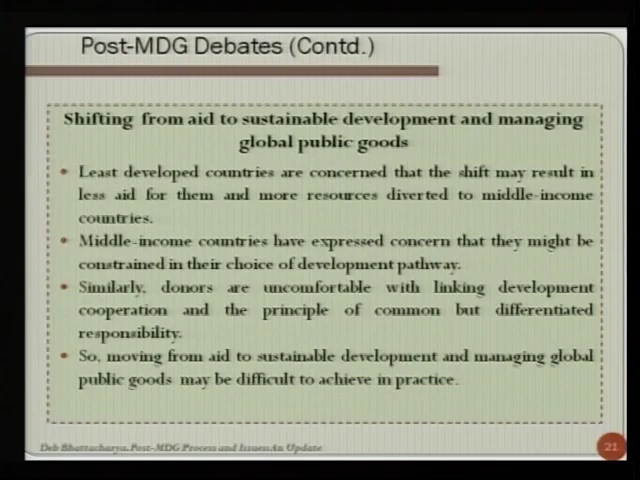 Post-MDG Debates (Contd.)
Shifting from aid to sustainable development and managing
global public goods
• Least developed countries are concerned that the shift may result in
less aid for them and more resources diverted to middle-income
countries.
• Middle-income countries have expressed concern that they might be
constrained in their choice of development pathway.
• Similarly, donors are uncomfortable with linking development
cooperation and the principle of common but differentiated
responsibility.
• So, moving from aid to sustainable development and managing global
public goods may be difficult to achieve in practice.
Deb Bhattacharya, Post-MDG Process and Issues: An Update
21